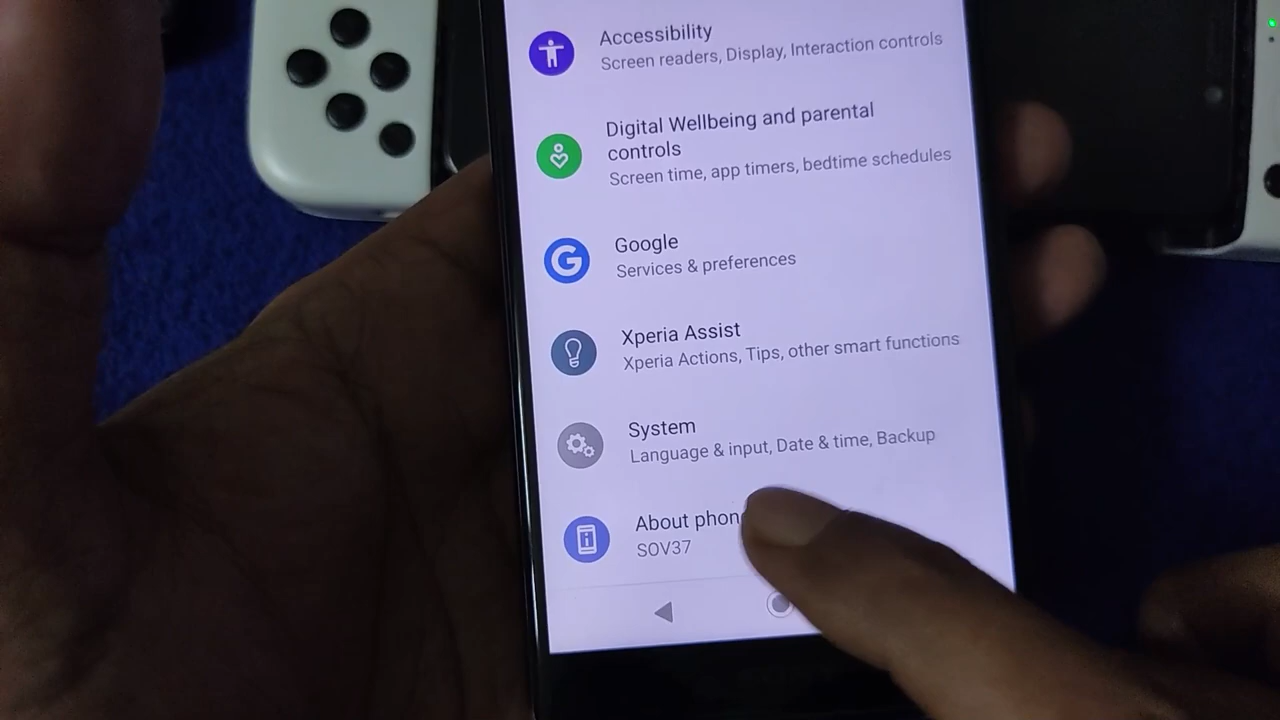 Accessibility
Screen readers, Display, Interaction controls
Digital Wellbeing and parental
controls
Screen time, app timers, bedtime schedules
Google
Services & preferences
Xperia Assist
Xperia Actions, Tips, other smart functions
System
Language & input, Date & time, Backup
About phon
SOV37